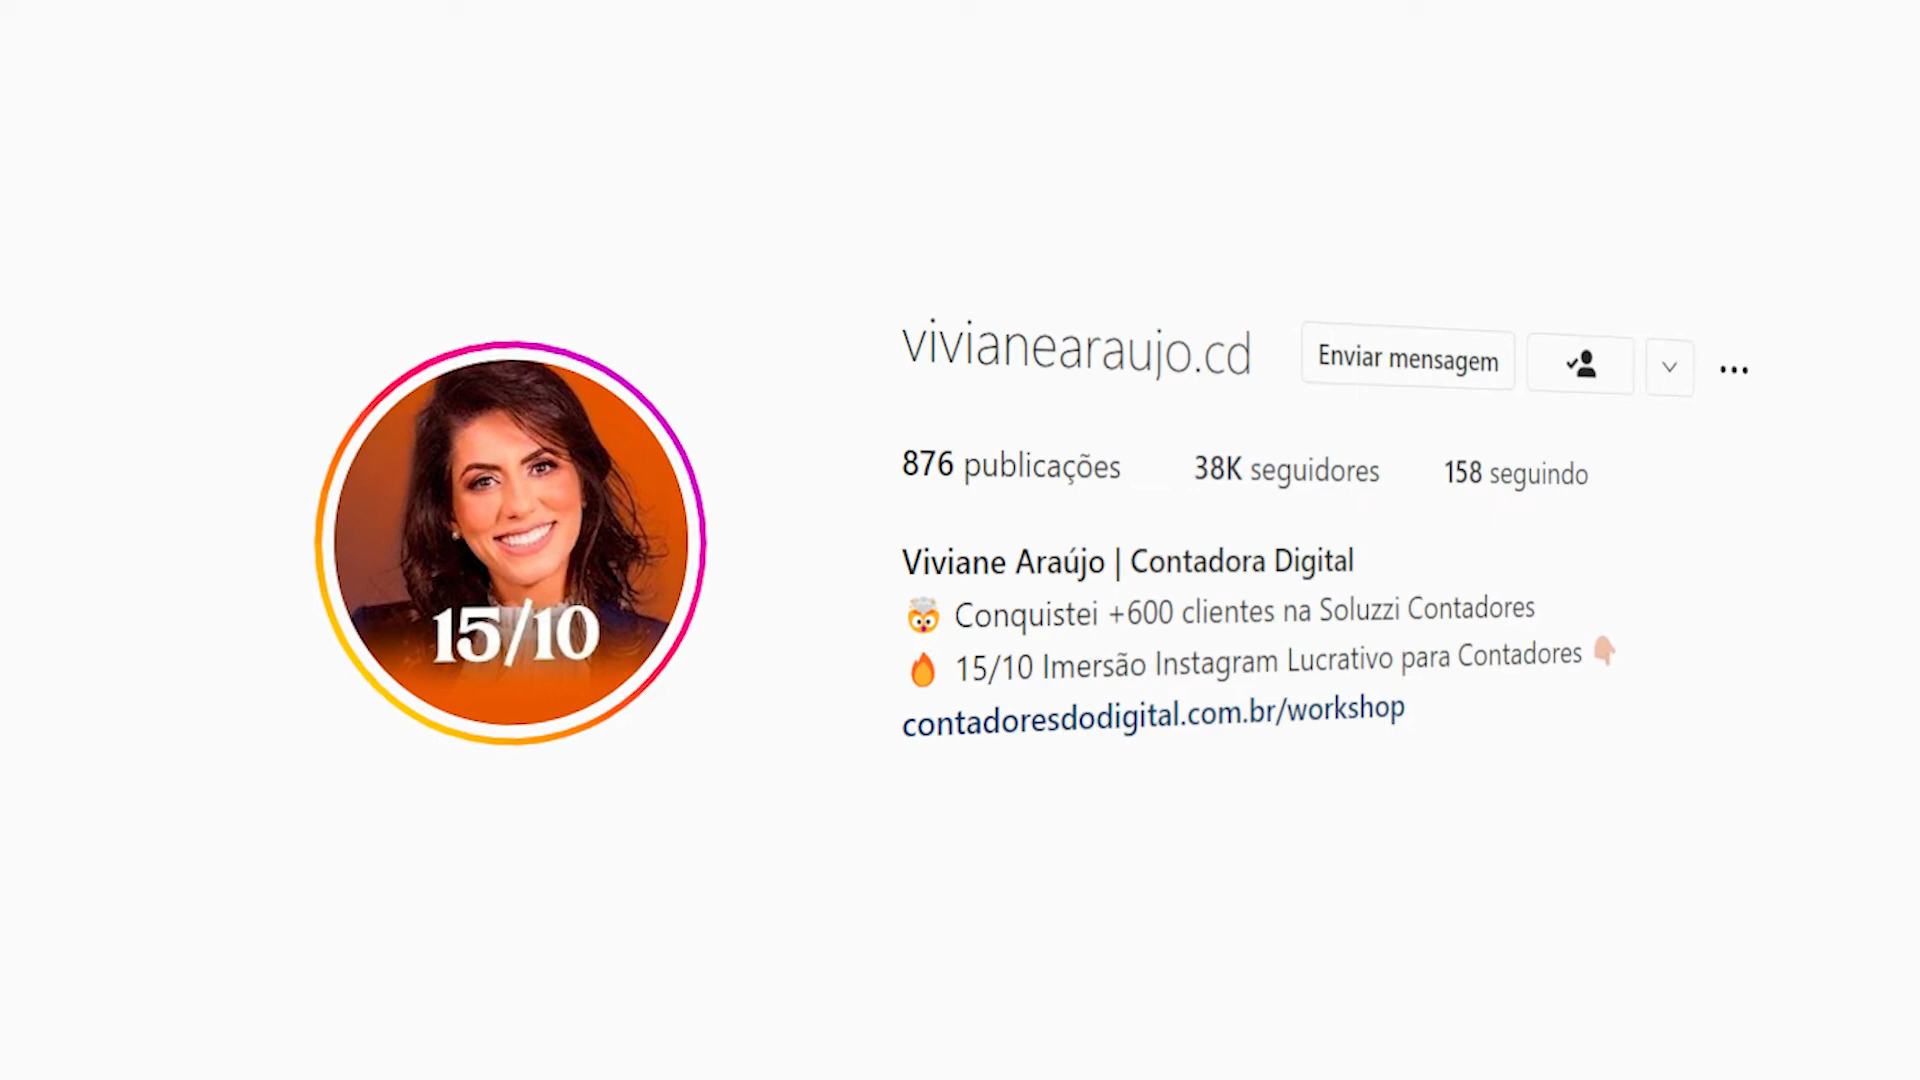 15/10
vivianearaujo.cd Enviar mensagem
876 publicações 38K seguidores 158 seguindo
Viviane Araújo | Contadora Digital
🤯 Conquistei +600 clientes na Soluzzi Contadores
🔥 15/10 Imersão Instagram Lucrativo para Contadores 👇🏼
contadoresdodigital.com.br/workshop